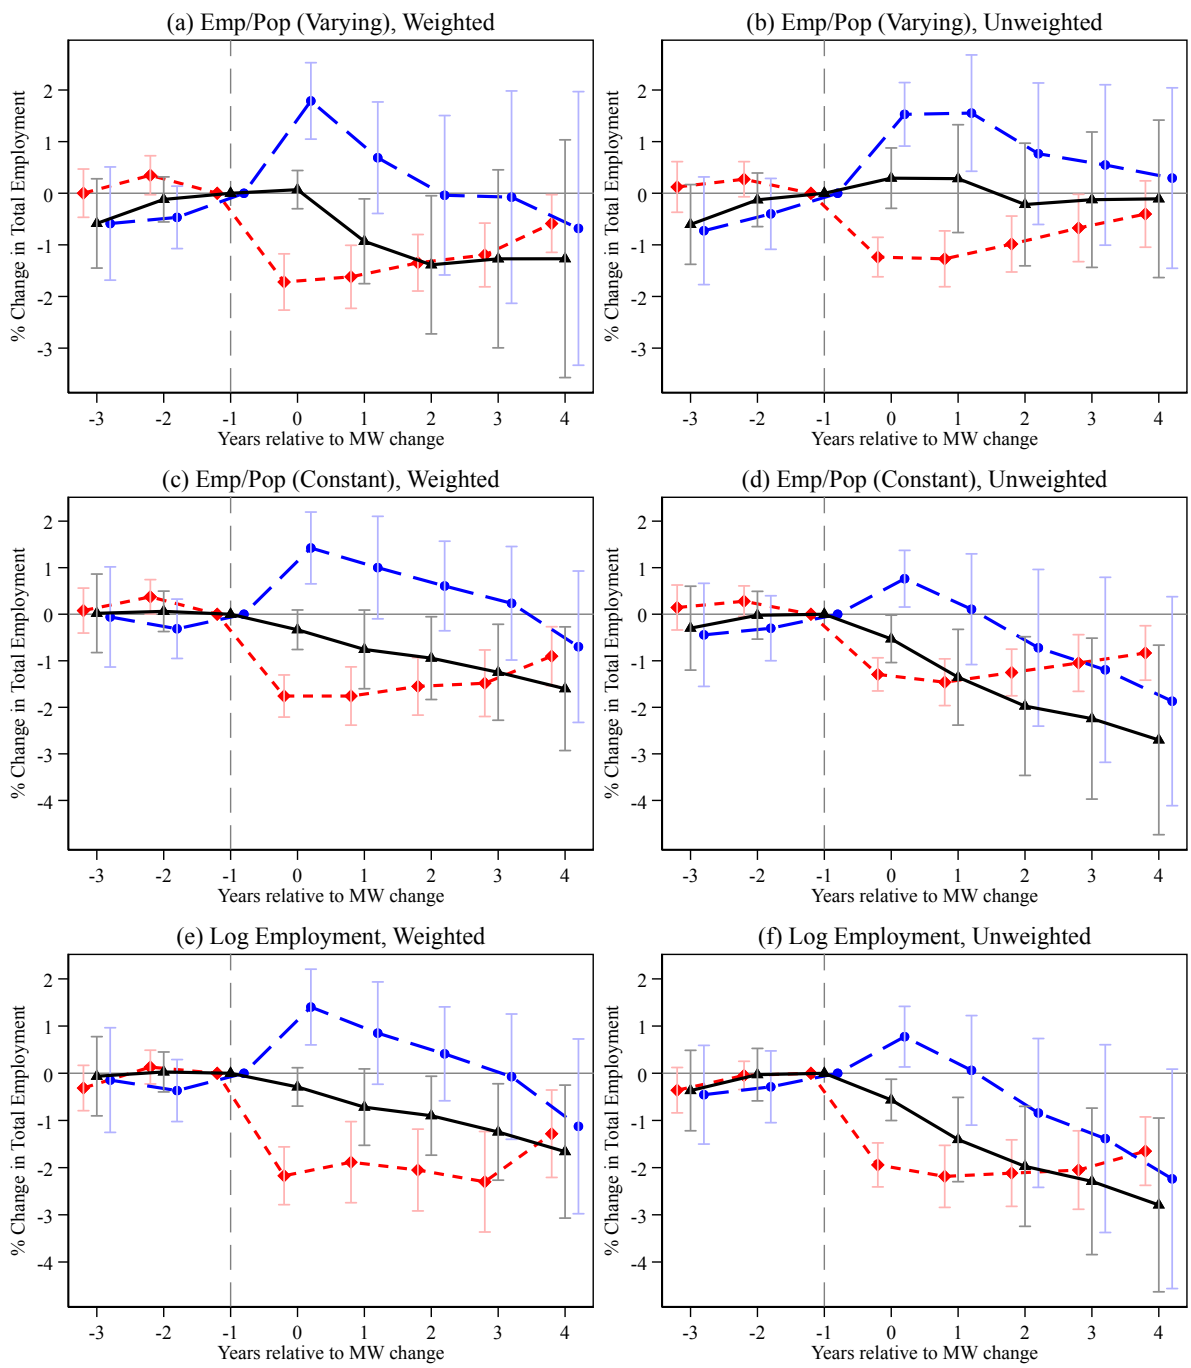 (a) Emp/Pop (Varying), Weighted
% Change in Total Employment
2
1
0
-1
-2
-3
-3 -2 -1 0 1 2 3 4
Years relative to MW change
(b) Emp/Pop (Varying), Unweighted
% Change in Total Employment
2
1
0
-1
-2
-3
-3 -2 -1 0 1 2 3 4
Years relative to MW change
(c) Emp/Pop (Constant), Weighted
% Change in Total Employment
2
1
0
-1
-2
-3
-4
-3 -2 -1 0 1 2 3 4
Years relative to MW change
(d) Emp/Pop (Constant), Unweighted
% Change in Total Employment
2
1
0
-1
-2
-3
-4
-3 -2 -1 0 1 2 3 4
Years relative to MW change
(e) Log Employment, Weighted
% Change in Total Employment
2
1
0
-1
-2
-3
-4
-3 -2 -1 0 1 2 3 4
Years relative to MW change
(f) Log Employment, Unweighted
% Change in Total Employment
2
1
0
-1
-2
-3
-4
-3 -2 -1 0 1 2 3 4
Years relative to MW change